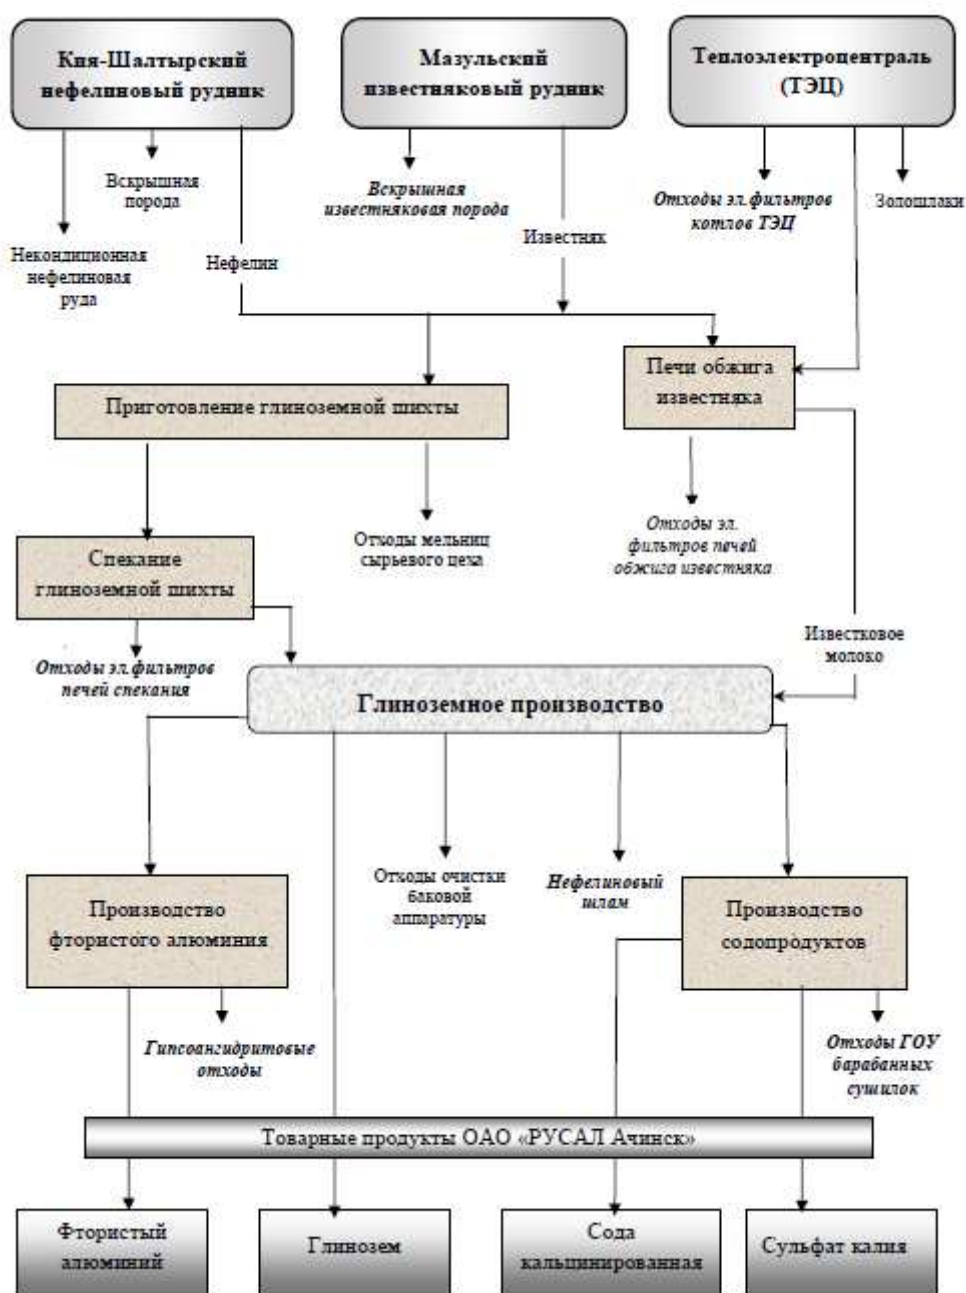 Кия-Шалтырский
нефелиновый рудник
Мазульский
известняковый рудник
Теплоэлектроцентраль
(ТЭЦ)
Вскрышная
порода
Некондиционная
нефелиновая
руда
Нефелин
Вскрышная
известняковая порода
Известняк
Отходы эл.фильтров
котлов ТЭЦ
Золошлаки
Приготовление глиноземной шихты
Печи обжига
известняка
Спекание
глиноземной шихты
Отходы мельниц
сырьевого цеха
Отходы эл.
фильтров печей
обжига известняка
Известковое
молоко
Отходы эл.фильтров
печей спекания
Глиноземное производство
Производство
фтористого алюминия
Отходы очистки
баковой
аппаратуры
Нефелиновый
шлам
Производство
содопродуктов
Гипсоангидритовые
отходы
Отходы ГОУ
барабанных
сушилок
Товарные продукты ОАО «РУСАЛ Ачинск»
Фтористый
алюминий
Глинозем
Сода
кальцинированная
Сульфат калия